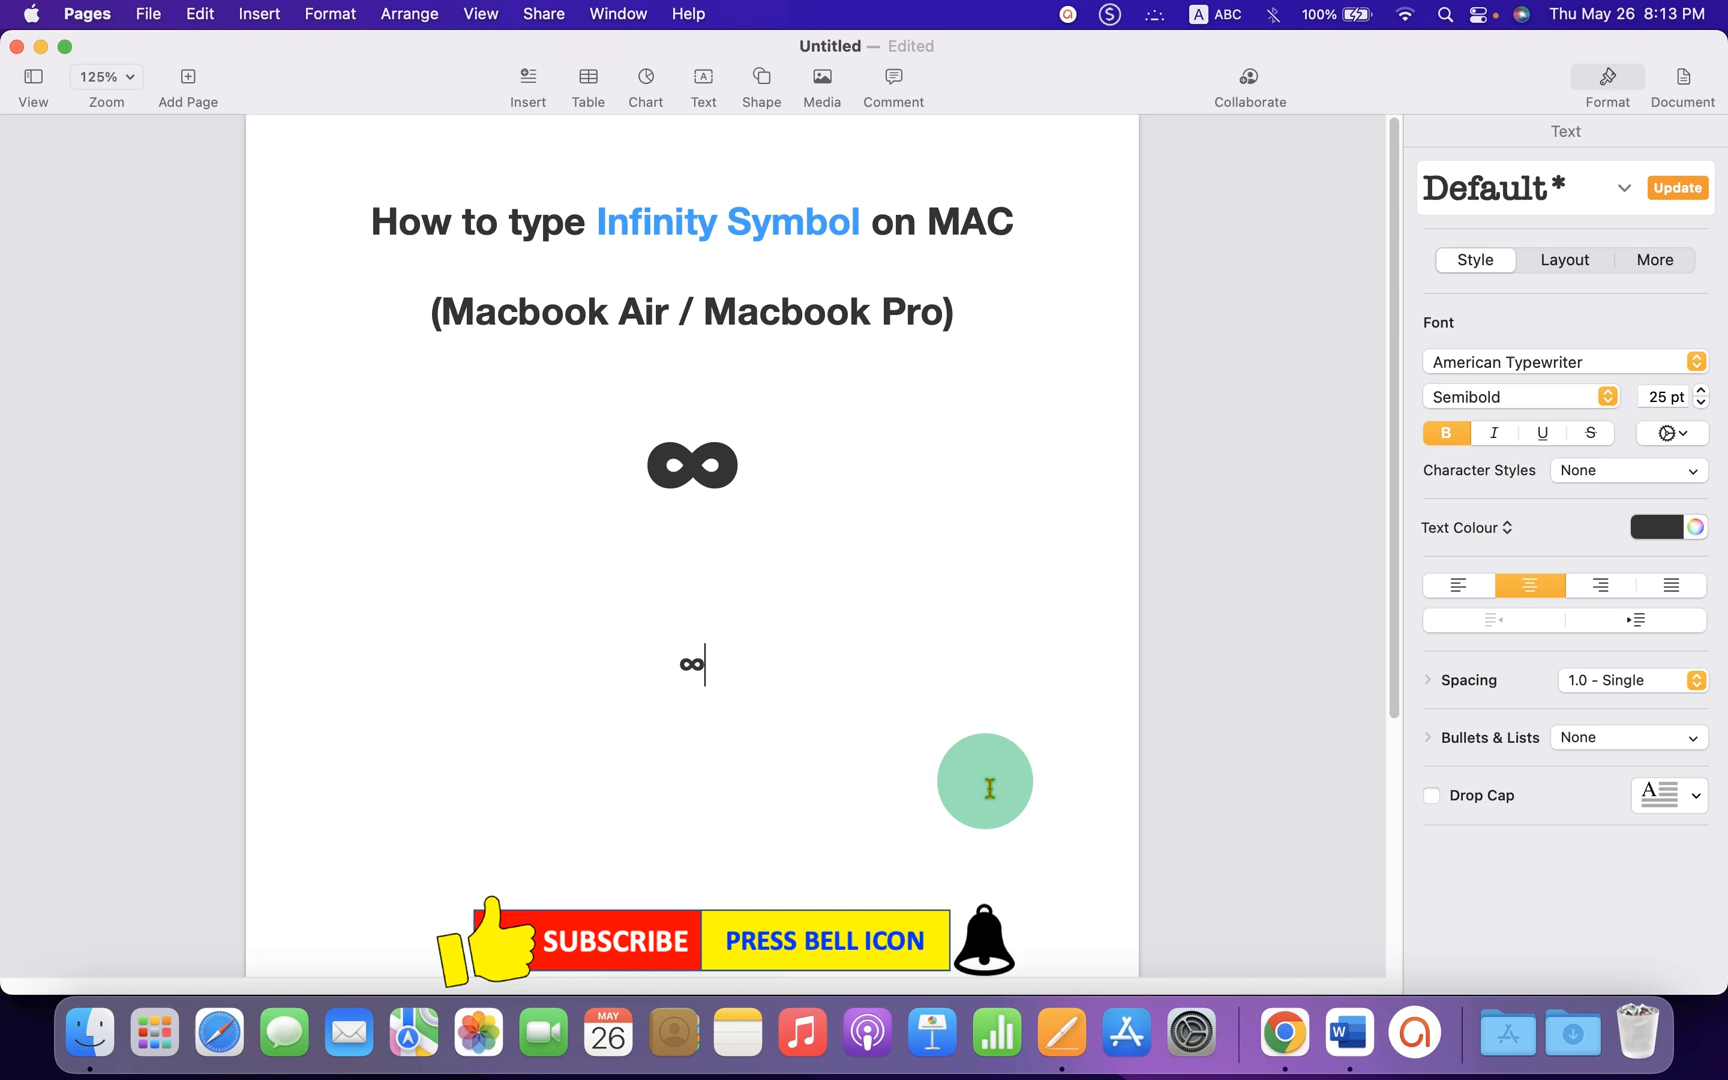 Pages File Edit Insert Format Arrange View Share Window Help A ABC 100% Thu May 26 8:13 PM
Untitled — Edited
125%
View Zoom Add Page Insert Table Chart Text Shape Media Comment Collaborate Format Document
Text
Default* Update
How to type Infinity Symbol on MAC
(Macbook Air / Macbook Pro)
∞
∞
Style Layout More
Font
American Typewriter
Semibold 25 pt
B I U S
Character Styles None
Text Colour
Spacing 1.0 - Single
Bullets & Lists None
Drop Cap A
SUBSCRIBE PRESS BELL ICON
MAY
26
W